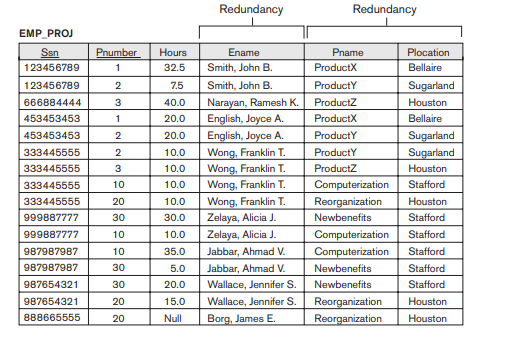 Redundancy Redundancy
EMP_PROJ
Ssn Pnumber Hours Ename Pname Plocation
123456789 1 32.5 Smith, John B. ProductX Bellaire
123456789 2 7.5 Smith, John B. ProductY Sugarland
666884444 3 40.0 Narayan, Ramesh K. ProductZ Houston
453453453 1 20.0 English, Joyce A. ProductX Bellaire
453453453 2 20.0 English, Joyce A. ProductY Sugarland
333445555 2 10.0 Wong, Franklin T. ProductY Sugarland
333445555 3 10.0 Wong, Franklin T. ProductZ Houston
333445555 10 10.0 Wong, Franklin T. Computerization Stafford
333445555 20 10.0 Wong, Franklin T. Reorganization Houston
999887777 30 30.0 Zelaya, Alicia J. Newbenefits Stafford
999887777 10 10.0 Zelaya, Alicia J. Computerization Stafford
987987987 10 35.0 Jabbar, Ahmad V. Computerization Stafford
987987987 30 5.0 Jabbar, Ahmad V. Newbenefits Stafford
987654321 30 20.0 Wallace, Jennifer S. Newbenefits Stafford
987654321 20 15.0 Wallace, Jennifer S. Reorganization Houston
888665555 20 Null Borg, James E. Reorganization Houston